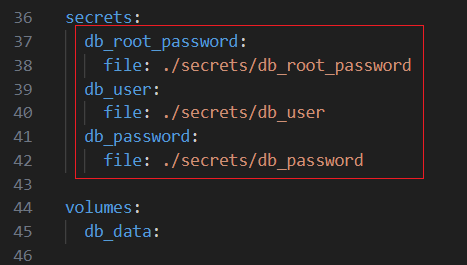 36 secrets:
37 db_root_password:
38 file: ./secrets/db_root_password
39 db_user:
40 file: ./secrets/db_user
41 db_password:
42 file: ./secrets/db_password
43
44 volumes:
45 db_data:
46